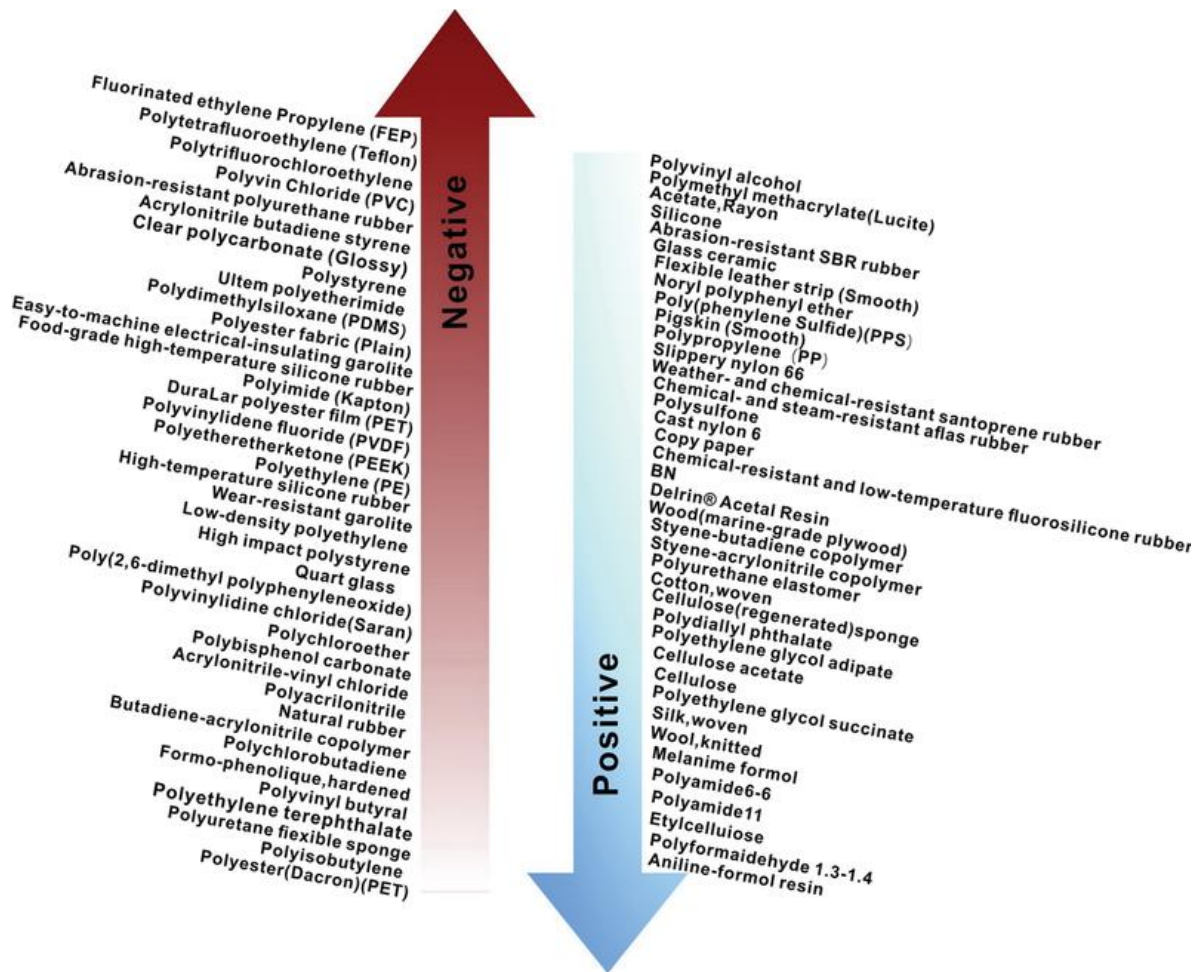 Fluorinated ethylene Propylene (FEP)
Polytetrafluoroethylene (Teflon)
Polytrifluorochloroethylene
Polyvin Chloride (PVC)
Abrasion-resistant polyurethane rubber
Acrylonitrile butadiene styrene
Clear polycarbonate (Glossy)
Polystyrene
Ultem polyetherimide
Polydimethylsiloxane (PDMS)
Polyester fabric (Plain)
Easy-to-machine electrical-insulating garolite
Food-grade high-temperature silicone rubber
Polyimide (Kapton)
DuraLar polyester film (PET)
Polyvinylidene fluoride (PVDF)
Polyetheretherketone (PEEK)
Polyethylene (PE)
High-temperature silicone rubber
Wear-resistant garolite
Low-density polyethylene
High impact polystyrene
Quart glass
Poly(2,6-dimethyl polyphenyleneoxide)
Polyvinylidine chloride(Saran)
Polychloroether
Polybisphenol carbonate
Acrylonitrile-vinyl chloride
Polyacrilonitrile
Natural rubber
Butadiene-acrylonitrile copolymer
Polychlorobutadiene
Formo-phenolique,hardened
Polyvinyl butyral
Polyethylene terephthalate
Polyuretane flexible sponge
Polyisobutylene
Polyester(Dacron)(PET)
Negative
Positive
Polyvinyl alcohol
Polymethyl methacrylate(Lucite)
Acetate,Rayon
Silicone
Abrasion-resistant SBR rubber
Glass ceramic
Flexible leather strip (Smooth)
Noryl polyphenyl ether
Poly(phenylene Sulfide)(PPS)
Pigskin (Smooth)
Polypropylene (PP)
Slippery nylon 66
Weather- and chemical-resistant santoprene rubber
Chemical- and steam-resistant aflas rubber
Polysulfone
Cast nylon 6
Copy paper
Chemical-resistant and low-temperature fluorosilicone rubber
BN
Delrin® Acetal Resin
Wood(marine-grade plywood)
Styene-butadiene copolymer
Styene-acrylonitrile copolymer
Polyurethane elastomer
Cotton,woven
Cellulose(regenerated)sponge
Polydiallyl phthalate
Polyethylene glycol adipate
Cellulose acetate
Cellulose
Polyethylene glycol succinate
Silk,woven
Wool,knitted
Melanime formol
Polyamide6-6
Polyamide11
Etylcelluiose
Polyformaidehyde 1.3-1.4
Aniline-formol resin